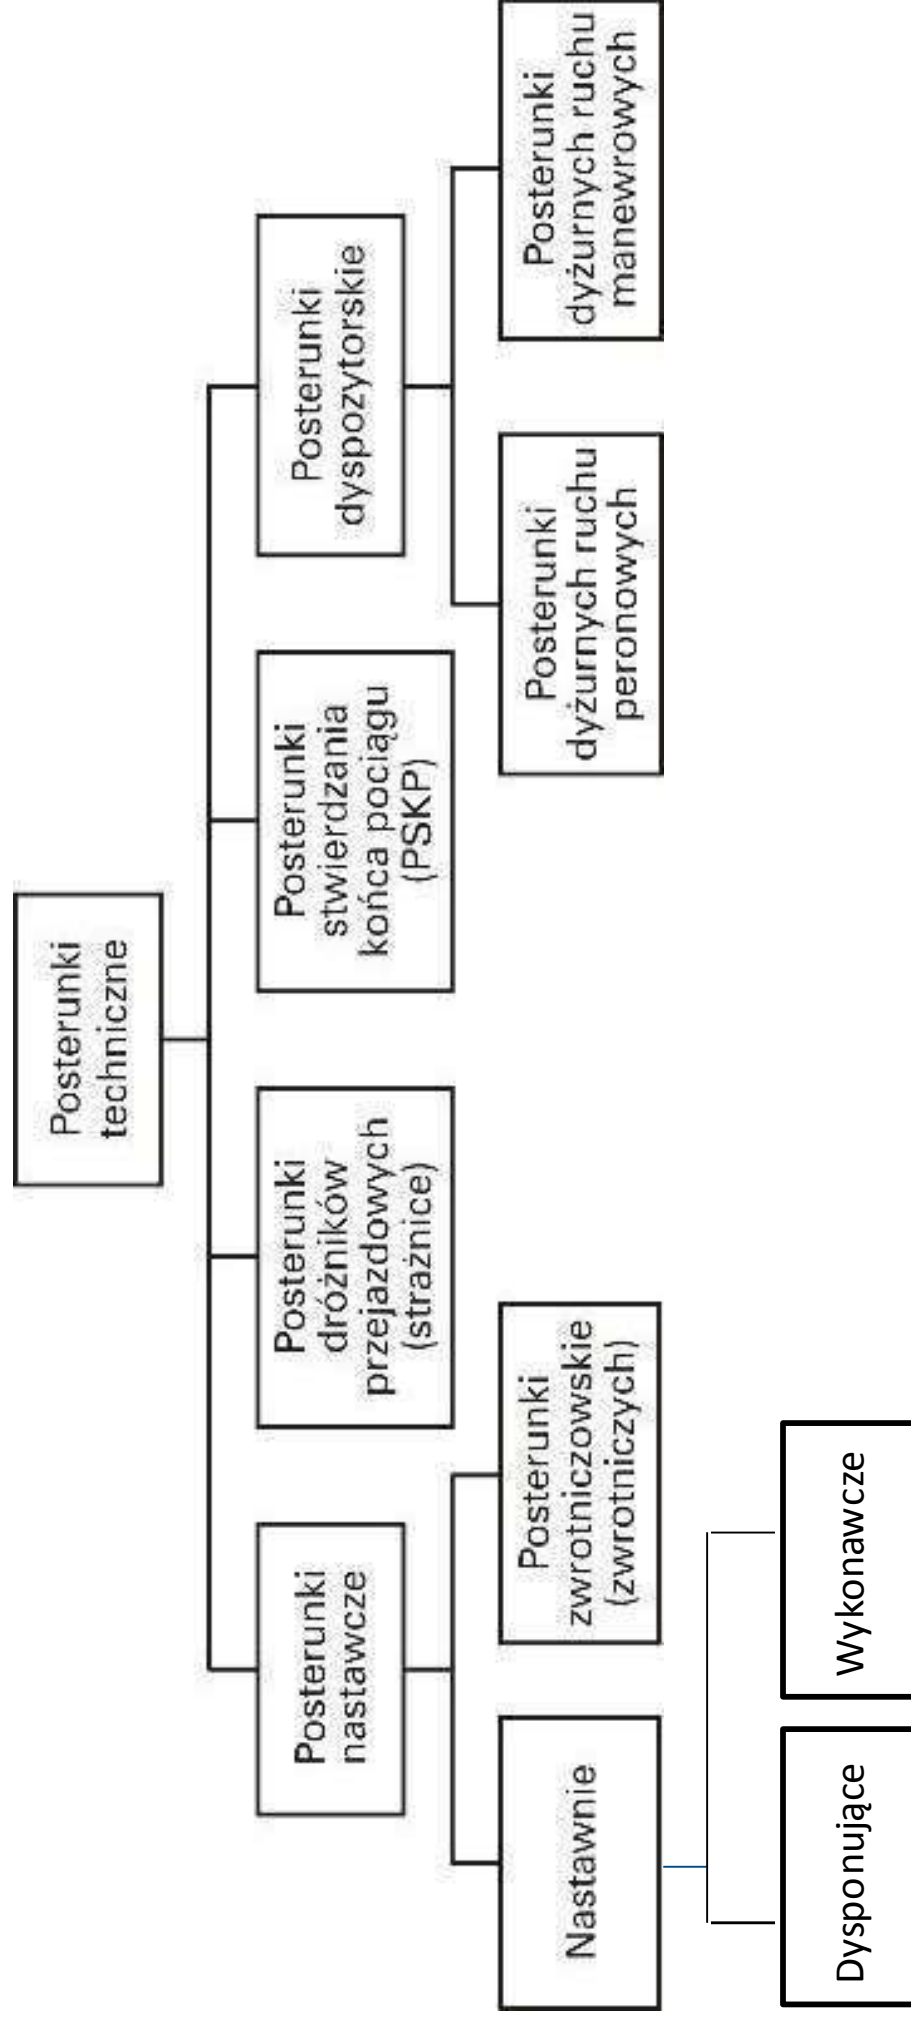 Posterunki
techniczne
Posterunki
nastawcze
Posterunki
dróżników
przejazdowych
(strażnice)
Posterunki
stwierdzania
końca pociągu
(PSKP)
Posterunki
dyspozytorskie
Nastawnie
Posterunki
zwrotniczowskie
(zwrotniczych)
Posterunki
dyżurnych ruchu
peronowych
Posterunki
dyżurnych ruchu
manewrowych
Dysponujące
Wykonawcze